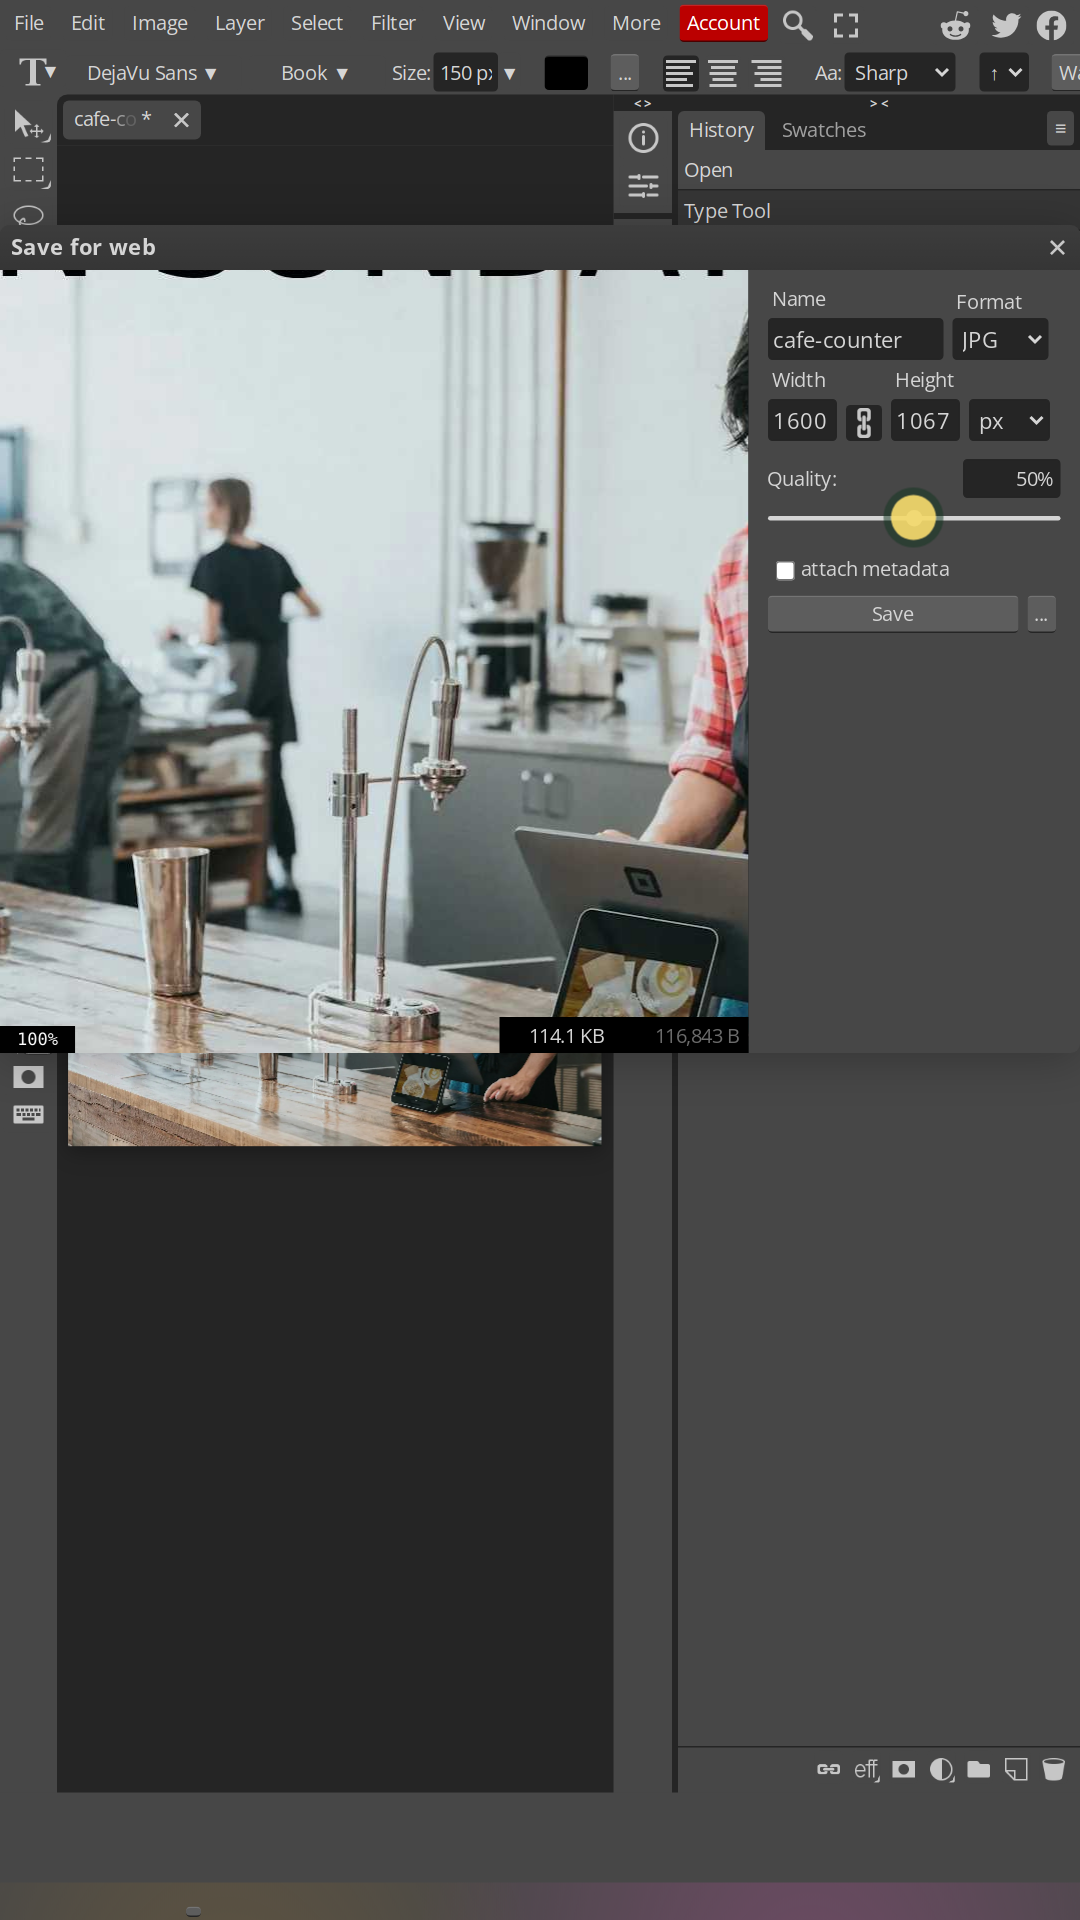 File Edit Image Layer Select Filter View Window More Account
DejaVu Sans ▼ Book ▼ Size: 150 px ▼ ... Aa: Sharp ↑
cafe-co *
< > > <
History Swatches
Open
Type Tool
Save for web
Name Format
cafe-counter JPG
Width Height
1600 1067 px
Quality: 50%
attach metadata
Save ...
100% 114.1 KB 116,843 B
eff